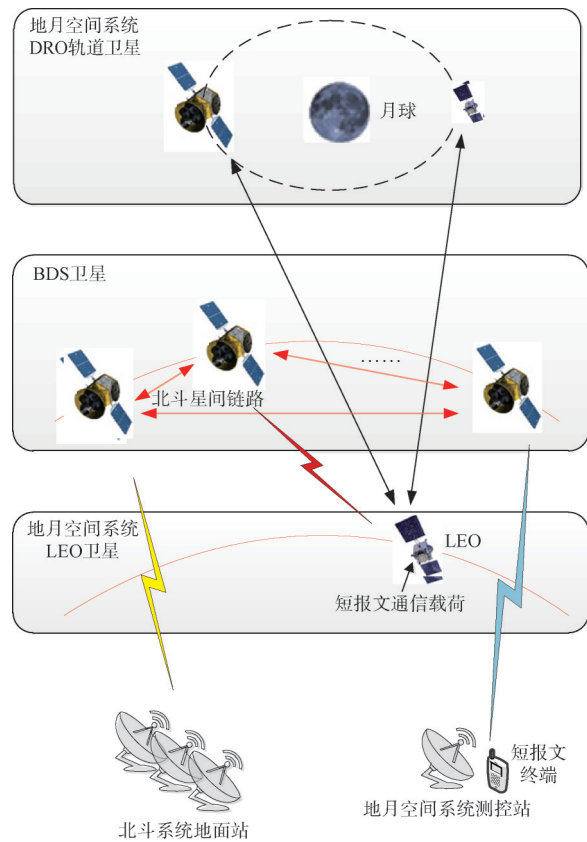 地月空间系统
DRO轨道卫星
月球
BDS卫星
……
北斗星间链路
地月空间系统
LEO卫星
LEO
短报文通信载荷
短报文
终端
地月空间系统测控站
北斗系统地面站